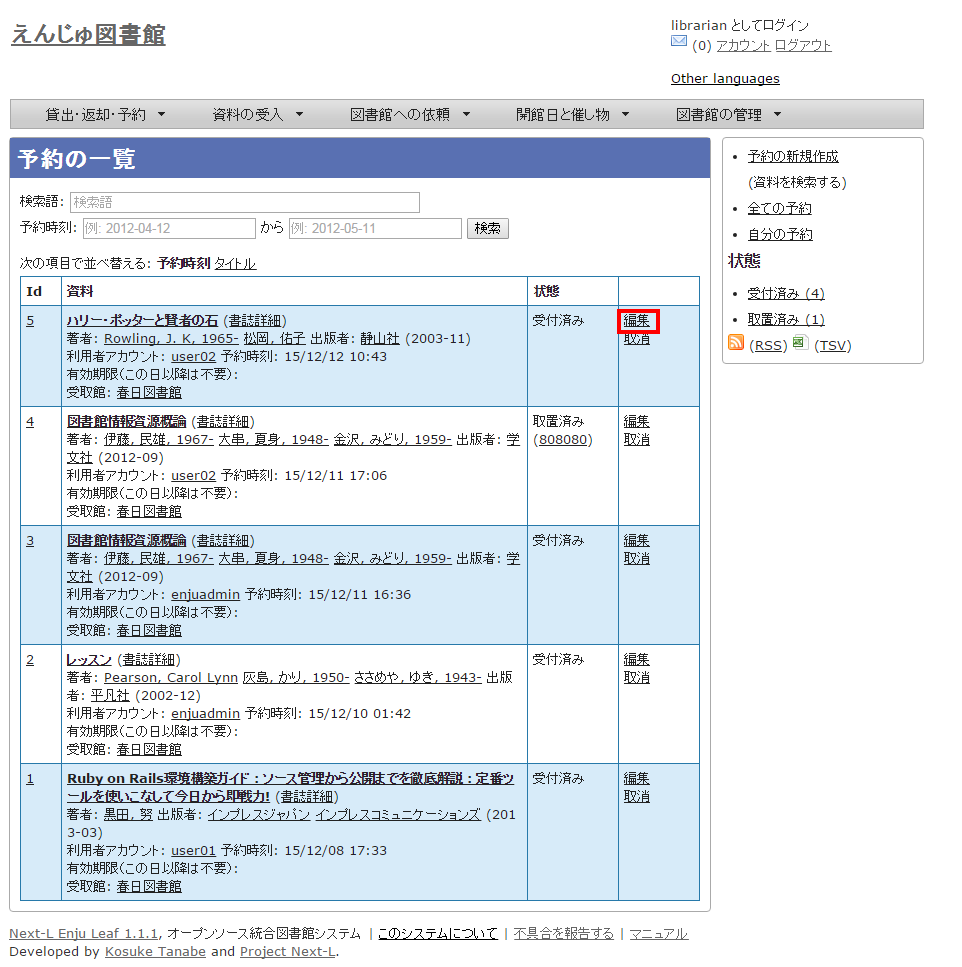 えんじゅ図書館
librarian としてログイン
(0) アカウント ログアウト
Other languages
貸出・返却・予約 ▼ 資料の受入 ▼ 図書館への依頼 ▼ 開館日と催し物 ▼ 図書館の管理 ▼
予約の一覧
検索語: 検索語
予約時刻: 例: 2012-04-12 から 例: 2012-05-11 検索
次の項目で並べ替える: 予約時刻 タイトル
Id 資料 状態
5 ハリー・ポッターと賢者の石 (書誌詳細) 受付済み 編集
著者: Rowling, J. K, 1965- 松岡, 佑子 出版者: 静山社 (2003-11) 取消
利用者アカウント: user02 予約時刻: 15/12/12 10:43
有効期限(この日以降は不要):
受取館: 春日図書館
4 図書館情報資源概論 (書誌詳細) 取置済み 編集
著者: 伊藤, 民雄, 1967- 大串, 夏身, 1948- 金沢, みどり, 1959- 出版者: 学 (808080) 取消
文社 (2012-09)
利用者アカウント: user02 予約時刻: 15/12/11 17:06
有効期限(この日以降は不要):
受取館: 春日図書館
3 図書館情報資源概論 (書誌詳細) 受付済み 編集
著者: 伊藤, 民雄, 1967- 大串, 夏身, 1948- 金沢, みどり, 1959- 出版者: 学 取消
文社 (2012-09)
利用者アカウント: enjuadmin 予約時刻: 15/12/11 16:36
有効期限(この日以降は不要):
受取館: 春日図書館
2 レッスン (書誌詳細) 受付済み 編集
著者: Pearson, Carol Lynn 灰島, かり, 1950- ささめや, ゆき, 1943- 出版 取消
者: 平凡社 (2002-12)
利用者アカウント: enjuadmin 予約時刻: 15/12/10 01:42
有効期限(この日以降は不要):
受取館: 春日図書館
1 Ruby on Rails環境構築ガイド : ソース管理から公開までを徹底解説 : 定番ツ 受付済み 編集
ールを使いこなして今日から即戦力! (書誌詳細) 取消
著者: 黒田, 努 出版者: インプレスジャパン インプレスコミュニケーションズ (201
3-03)
利用者アカウント: user01 予約時刻: 15/12/08 17:33
有効期限(この日以降は不要):
受取館: 春日図書館
• 予約の新規作成
(資料を検索する)
• 全ての予約
• 自分の予約
状態
• 受付済み (4)
• 取置済み (1)
(RSS) (TSV)
Next-L Enju Leaf 1.1.1, オープンソース統合図書館システム | このシステムについて | 不具合を報告する | マニュアル
Developed by Kosuke Tanabe and Project Next-L.